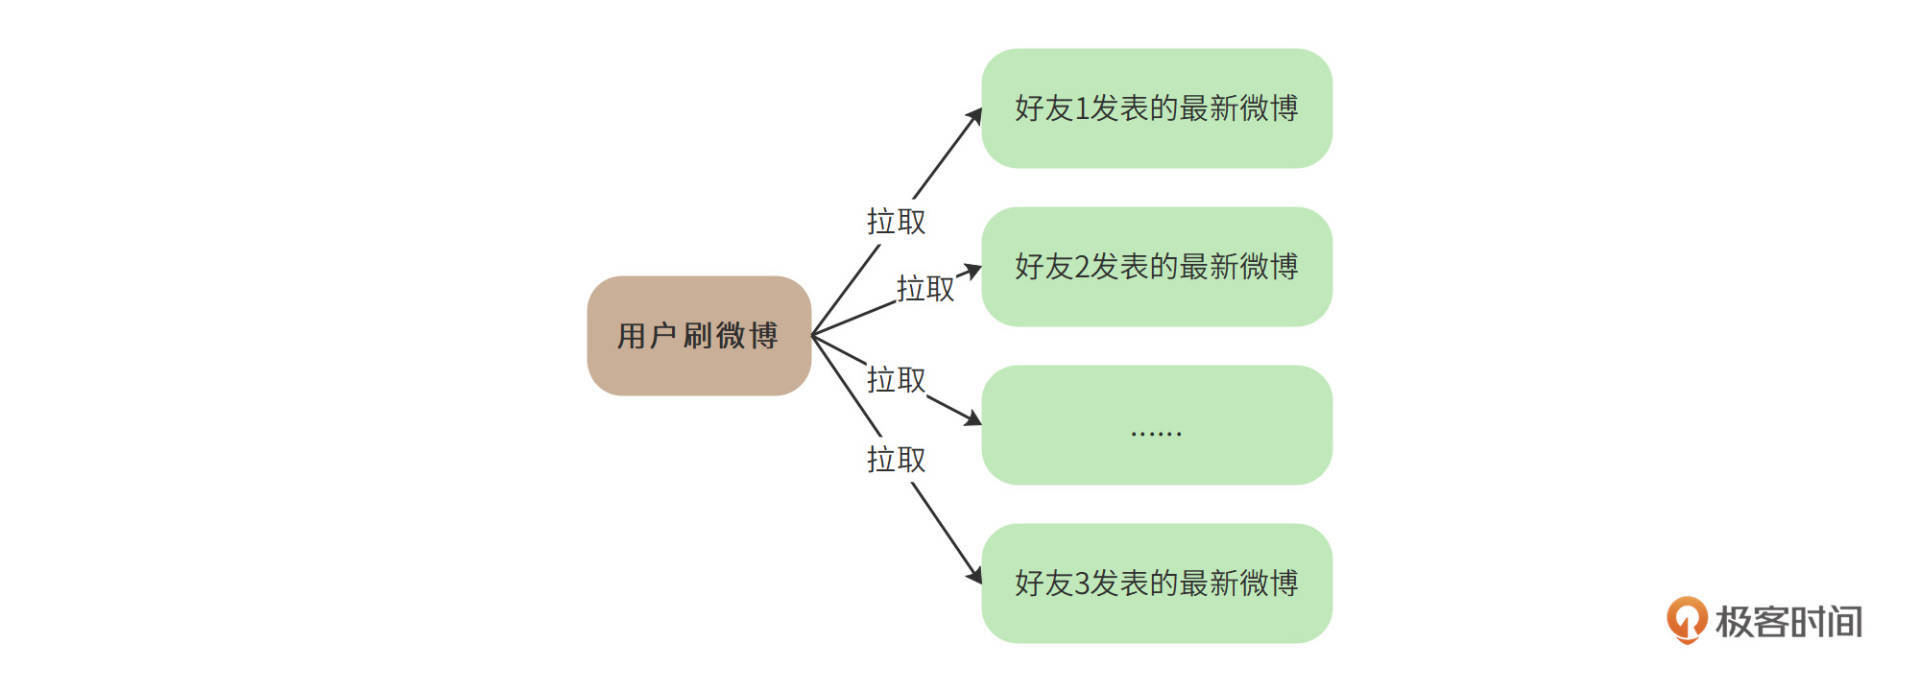 好友1发表的最新微博
拉取
好友2发表的最新微博
拉取
用户刷微博
拉取
......
拉取
好友3发表的最新微博
极客时间